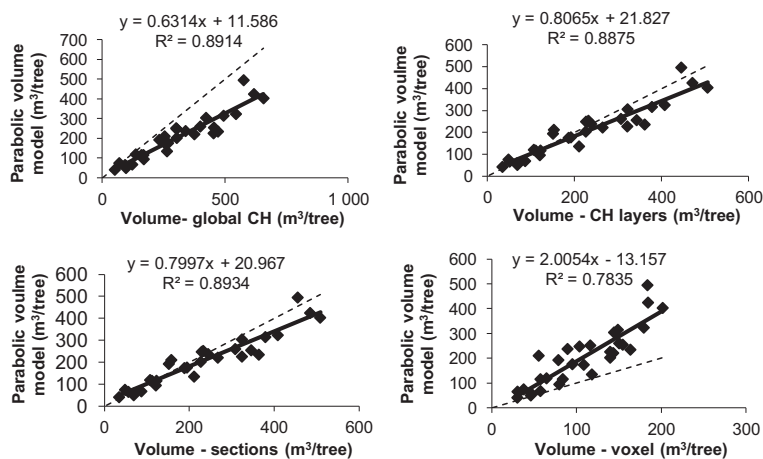 y = 0.6314x + 11.586
R² = 0.8914
Parabolic voulme model (m³/tree)
700
600
500
400
300
200
100
0
0
500
1 000
Volume- global CH (m³/tree)
y = 0.8065x + 21.827
R² = 0.8875
Parabolic voulme model (m³/tree)
600
500
400
300
200
100
0
0
200
400
600
Volume - CH layers (m³/tree)
y = 0.7997x + 20.967
R² = 0.8934
Parabolic voulme model (m³/tree)
600
500
400
300
200
100
0
0
200
400
600
Volume - sections (m³/tree)
y = 2.0054x - 13.157
R² = 0.7835
Parabolic voulme model (m³/tree)
600
500
400
300
200
100
0
0
100
200
300
Volume - voxel (m³/tree)